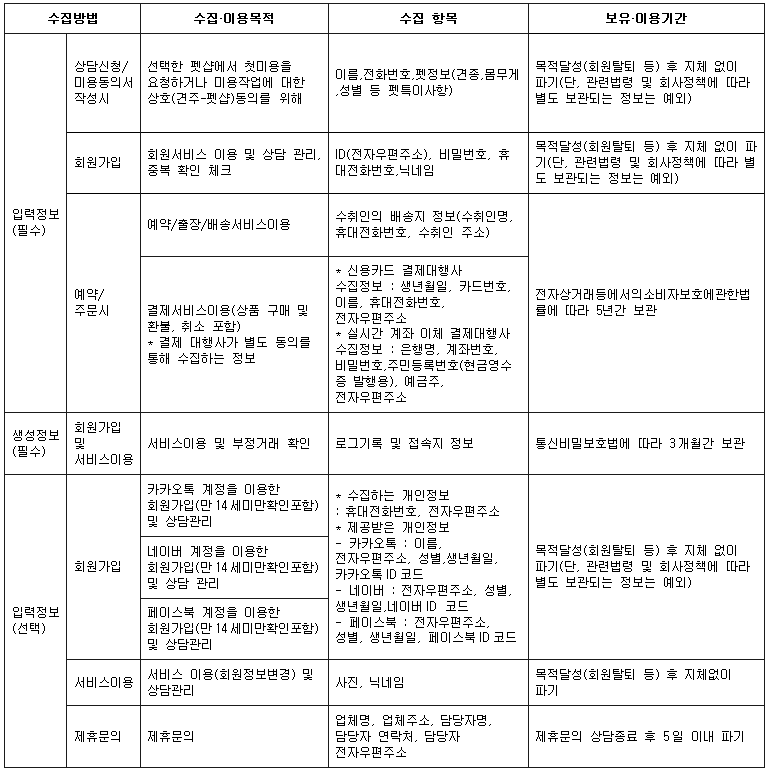 수집방법
수집·이용목적
수집 항목
보유·이용기간
입력정보
(필수)
상담신청/
미용동의서
작성시
선택한 펫샵에서 첫미용을
요청하거나 미용작업에 대한
상호(견주-펫샵)동의를 위해
이름,전화번호,펫정보(견종,몸무게
,성별 등 펫특이사항)
목적달성(회원탈퇴 등) 후 지체 없이
파기(단, 관련법령 및 회사정책에 따라
별도 보관되는 정보는 예외)
회원가입
회원서비스 이용 및 상담 관리,
중복 확인 체크
ID(전자우편주소), 비밀번호, 휴
대전화번호,닉네임
목적달성(회원탈퇴 등) 후 지체 없이 파
기(단, 관련법령 및 회사정책에 따라 별
도 보관되는 정보는 예외)
예약/
주문시
예약/출장/배송서비스이용
수취인의 배송지 정보(수취인명,
휴대전화번호, 수취인 주소)
결제서비스이용(상품 구매 및
환불, 취소 포함)
* 결제 대행사가 별도 동의를
통해 수집하는 정보
* 신용카드 결제대행사
수집정보 : 생년월일, 카드번호,
이름, 휴대전화번호,
전자우편주소
* 실시간 계좌 이체 결제대행사
수집정보 : 은행명, 계좌번호,
비밀번호,주민등록번호(현금영수
증 발행용), 예금주,
전자우편주소
전자상거래등에서의소비자보호에관한법
률에 따라 5년간 보관
생성정보
(필수)
회원가입
및
서비스이용
서비스이용 및 부정거래 확인
로그기록 및 접속지 정보
통신비밀보호법에 따라 3개월간 보관
입력정보
(선택)
회원가입
카카오톡 계정을 이용한
회원가입(만14세미만확인포함)
및 상담관리
네이버 계정을 이용한
회원가입(만14세미만확인포함)
및 상담 관리
페이스북 계정을 이용한
회원가입(만14세미만확인포함)
및 상담관리
* 수집하는 개인정보
: 휴대전화번호, 전자우편주소
* 제공받은 개인정보
- 카카오톡 : 이름,
전자우편주소, 성별,생년월일,
카카오톡ID코드
- 네이버 : 전자우편주소, 성별,
생년월일,네이버ID 코드
- 페이스북 : 전자우편주소,
성별, 생년월일, 페이스북ID코드
목적달성(회원탈퇴 등) 후 지체 없이
파기(단, 관련법령 및 회사정책에 따라
별도 보관되는 정보는 예외)
서비스이용
서비스 이용(회원정보변경) 및
상담관리
사진, 닉네임
목적달성(회원탈퇴 등) 후 지체없이
파기
제휴문의
제휴문의
업체명, 업체주소, 담당자명,
담당자 연락처, 담당자
전자우편주소
제휴문의 상담종료 후 5일 이내 파기